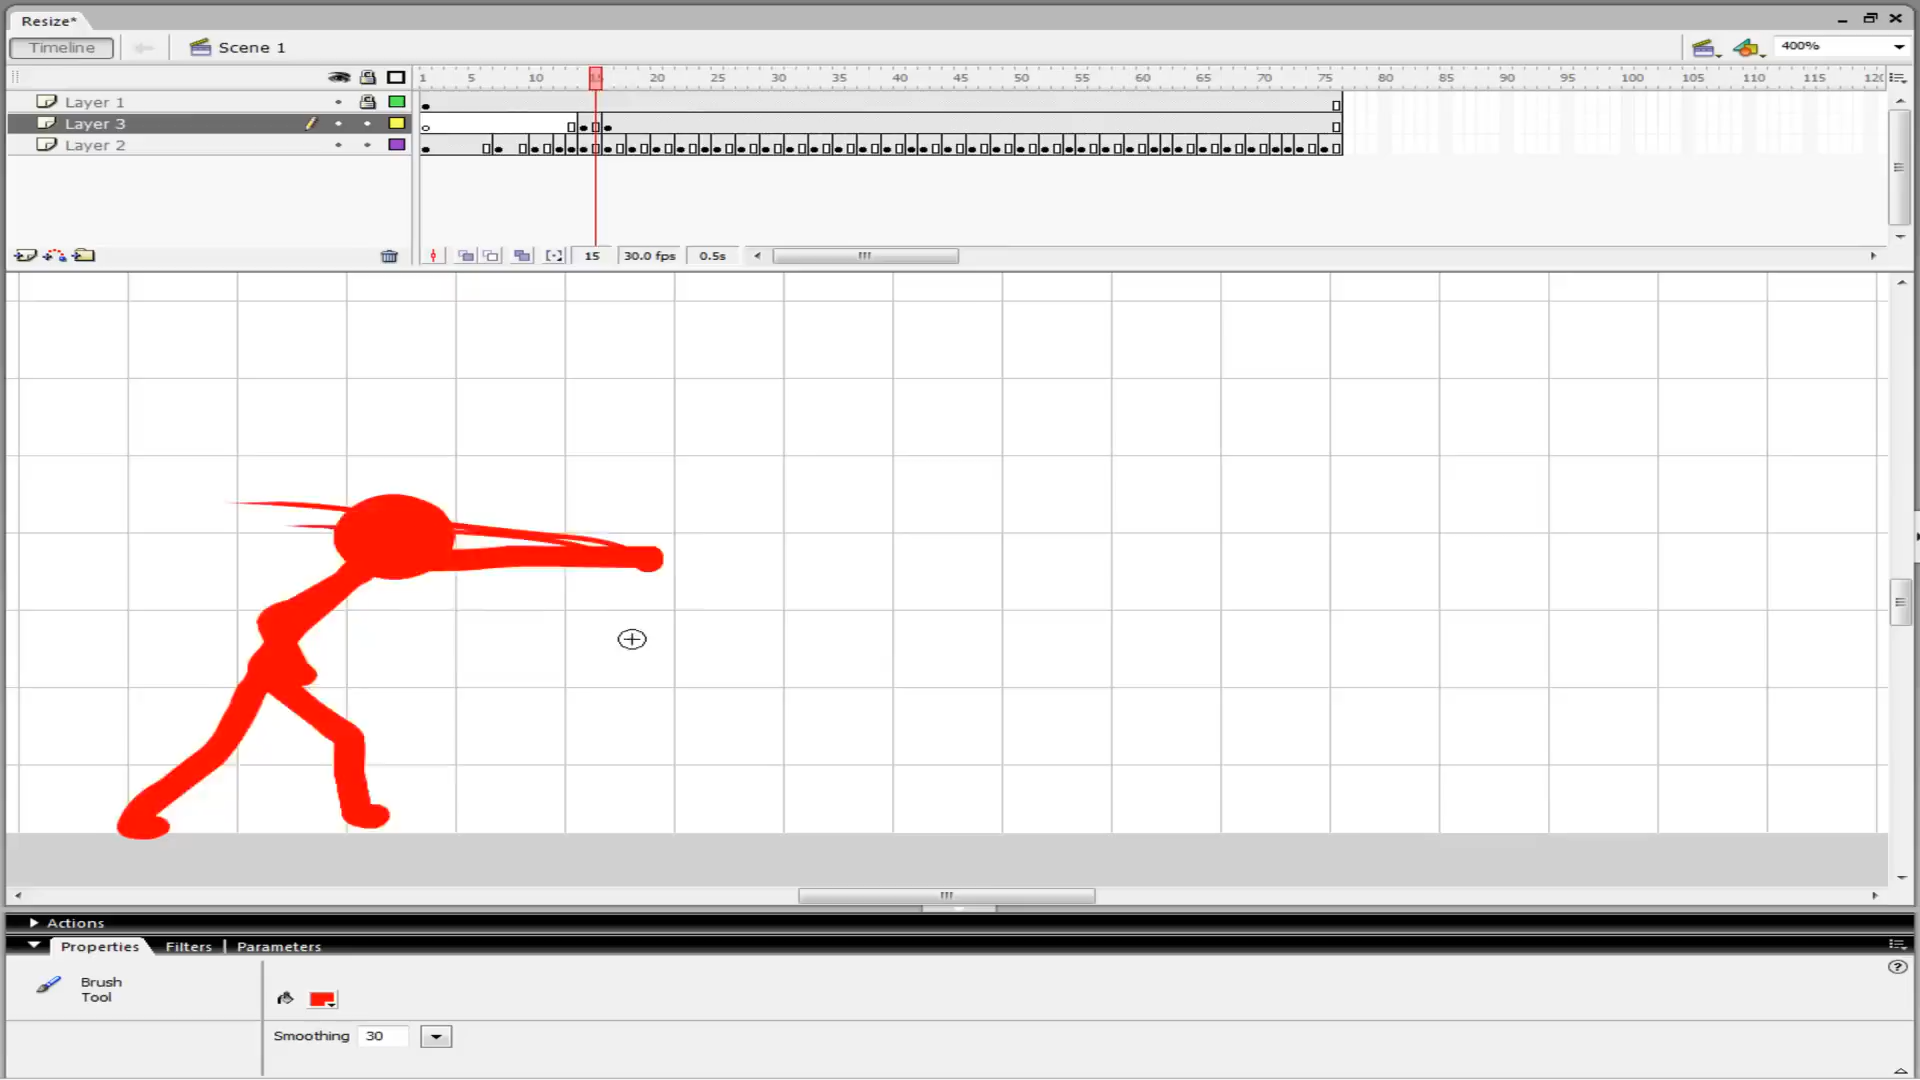 Resize*
Timeline
Scene 1
400%
1 5 10 15 20 25 30 35 40 45 50 55 60 65 70 75 80 85 90 95 100 105 110 115
Layer 1
Layer 3
Layer 2
15 30.0 fps 0.5s
Actions
Properties Filters Parameters
Brush
Tool
Smoothing 30